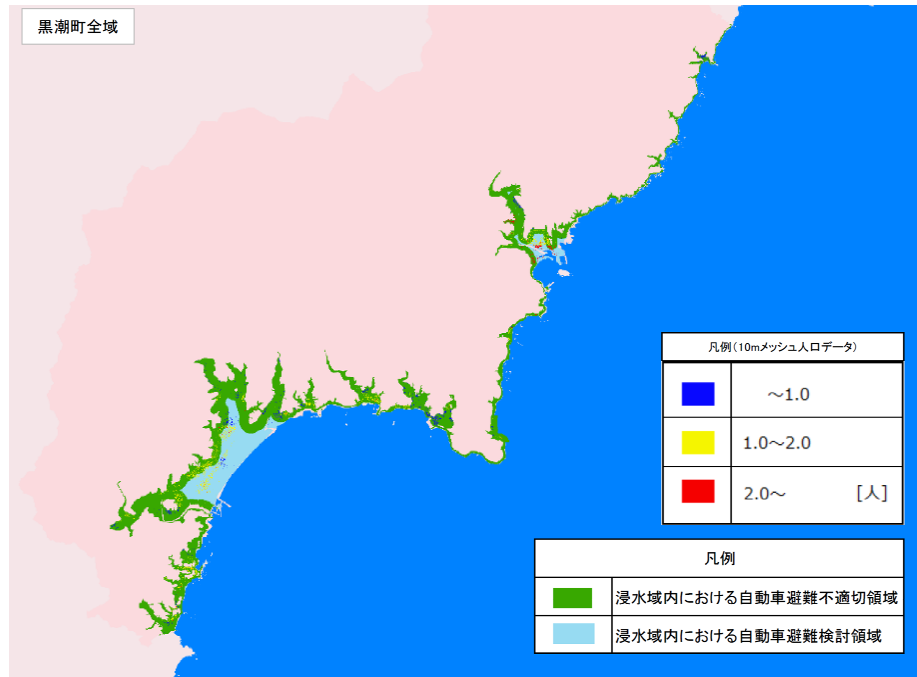 黒潮町全域
凡例(10mメッシュ人口データ)
～1.0
1.0～2.0
2.0～ [人]
凡例
浸水域内における自動車避難不適切領域
浸水域内における自動車避難検討領域